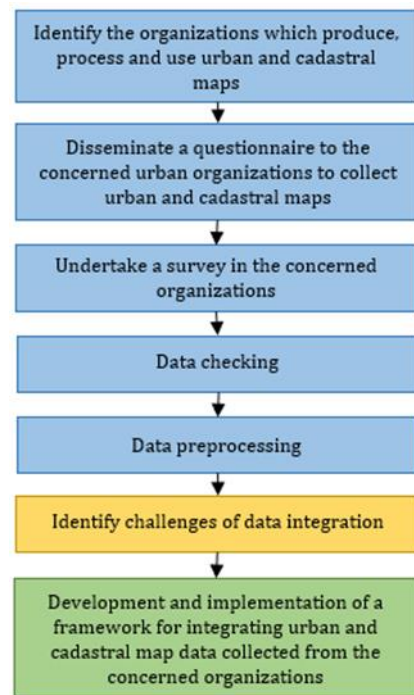 Identify the organizations which produce,
process and use urban and cadastral
maps
Disseminate a questionnaire to the
concerned urban organizations to collect
urban and cadastral maps
Undertake a survey in the concerned
organizations
Data checking
Data preprocessing
Identify challenges of data integration
Development and implementation of a
framework for integrating urban and
cadastral map data collected from the
concerned organizations